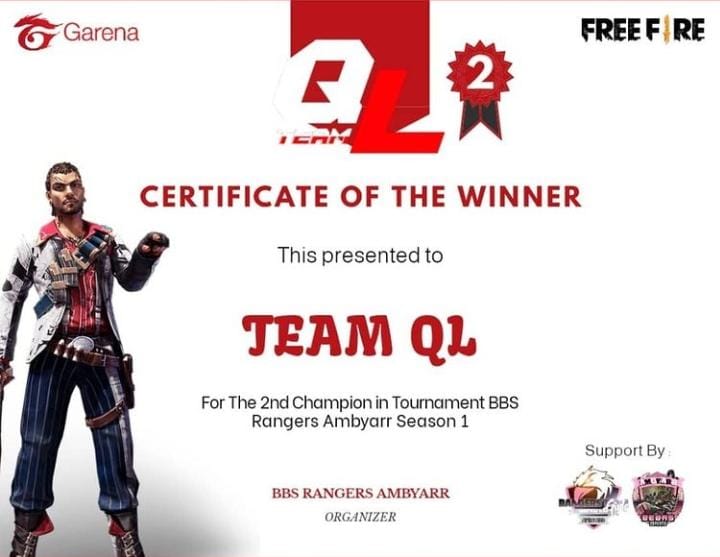 Garena
FREE FIRE
QL
TEAM
2
CERTIFICATE OF THE WINNER
This presented to
TEAM QL
For The 2nd Champion in Tournament BBS
Rangers Ambyarr Season 1
Support By :
BBS RANGERS AMBYARR
ORGANIZER